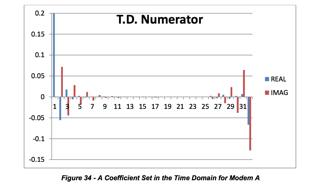 T.D. Numerator
0.2
0.15
0.1
0.05
0
-0.05
-0.1
-0.15
1 3 5 7 9 11 13 15 17 19 21 23 25 27 29 31
REAL
IMAG
Figure 34 - A Coefficient Set in the Time Domain for Modem A